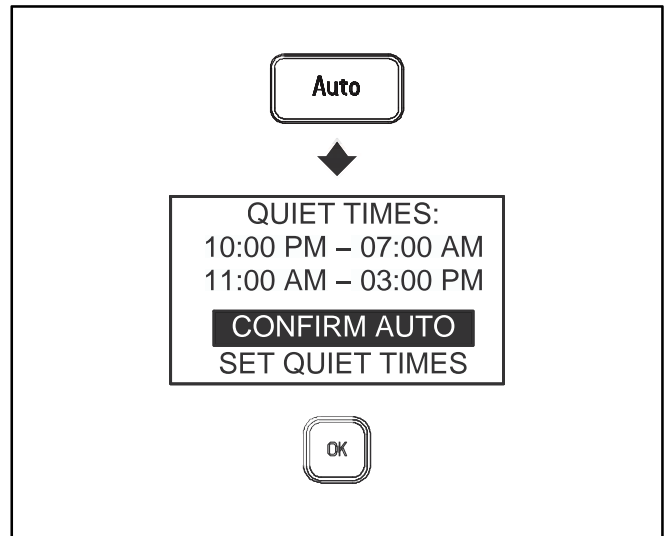 Auto
QUIET TIMES:
10:00 PM – 07:00 AM
11:00 AM – 03:00 PM
CONFIRM AUTO
SET QUIET TIMES
OK